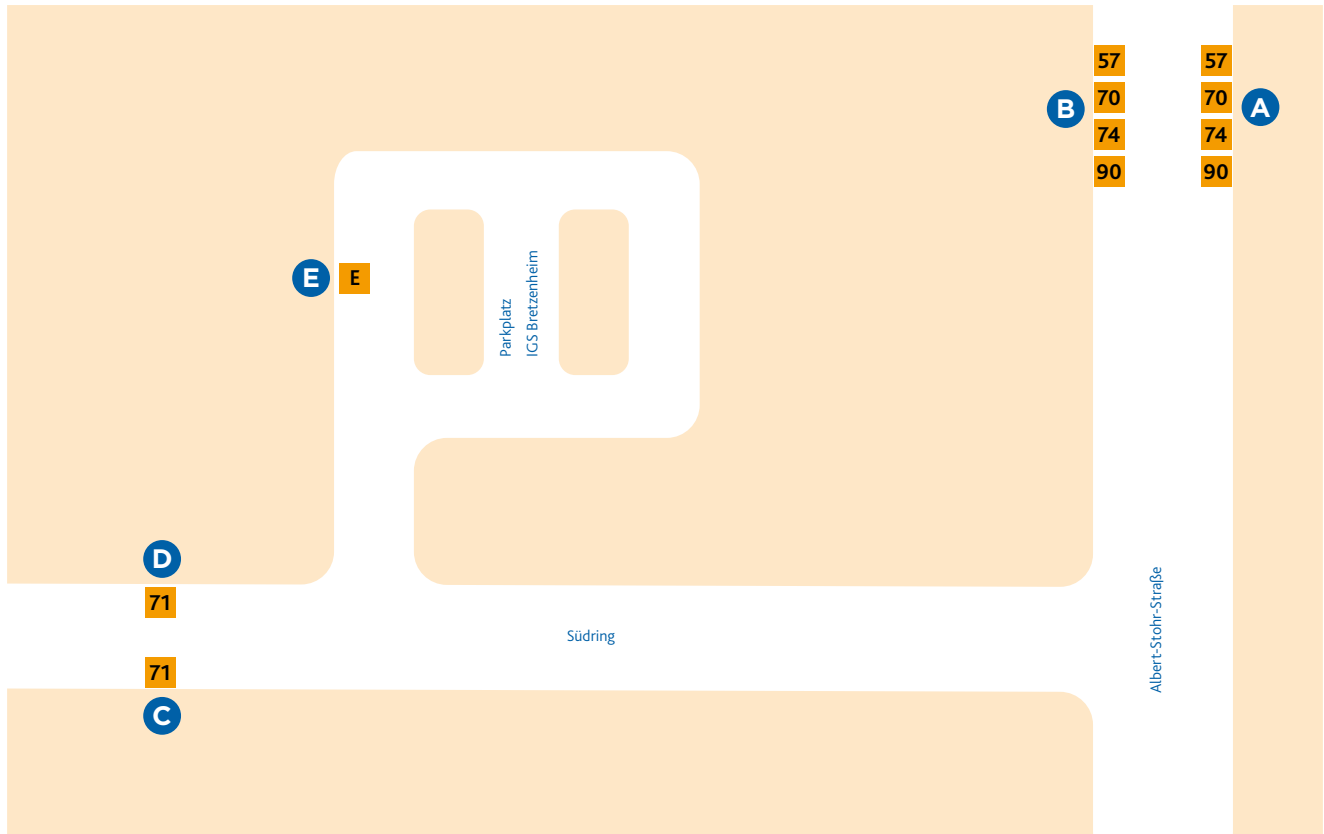 57
57
B
70
70
A
74
74
90
90
E
E
Parkplatz
IGS Bretzenheim
D
71
Südring
Albert-Stohr-Straße
71
C